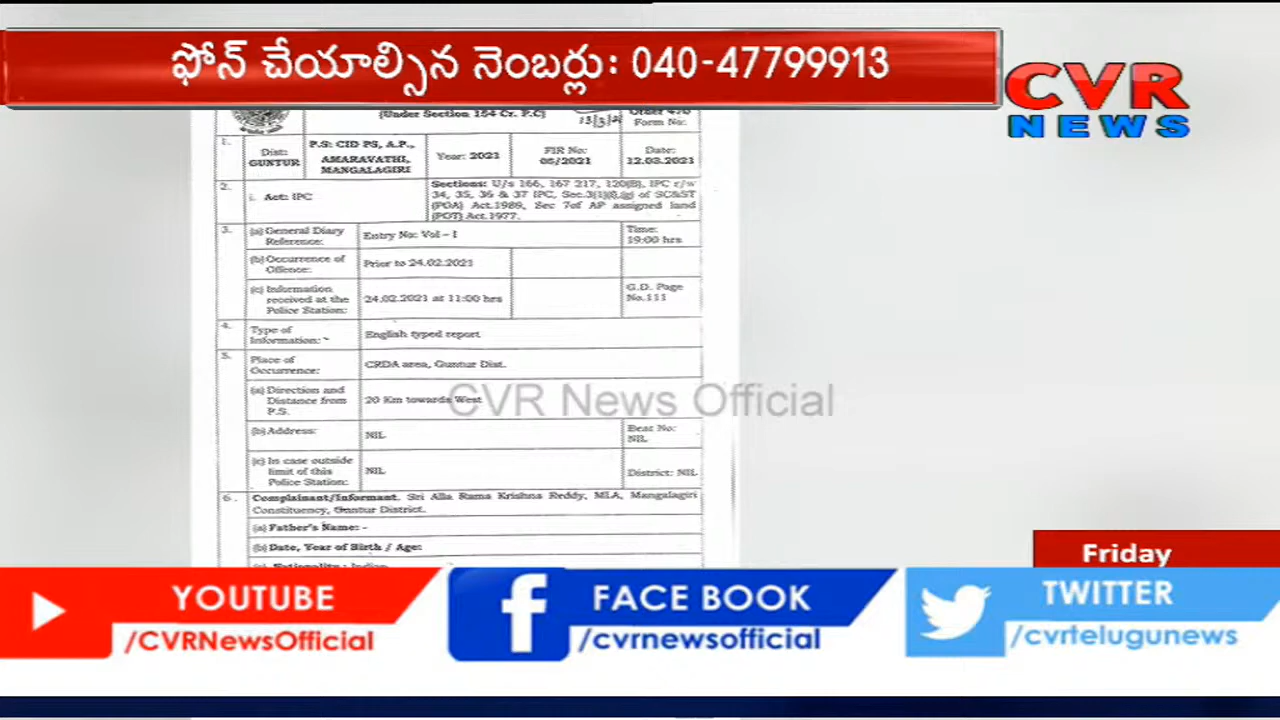 ఫోన్ చేయాల్సిన నెంబర్లు: 040-47799913
CVR
NEWS
(Under Section 154 Cr. P.C)
Order 470
Form No:
1.
Dist:
GUNTUR
P.S: CID PS, A.P.,
AMARAVATHI,
MANGALAGIRI
Year: 2021
FIR No:
05/2021
Date:
12.03.2021
2.
i. Act: IPC
Sections: U/s 166, 167 217, 120(B), IPC r/w
34, 35, 36 & 37 IPC, Sec.3(1)(f),(g) of SC&ST
(POA) Act.1989, Sec 7of AP assigned land
(POT) Act.1977.
3.
(a) General Diary
Reference:
Entry No: Vol – I
Time:
19:00 hrs
(b) Occurrence of
Offence:
Prior to 24.02.2021
(c) Information
received at the
Police Station:
24.02.2021 at 11:00 hrs
G.D. Page
No.111
4.
Type of
Information: ~
English typed report
5.
Place of
Occurrence:
CRDA area, Guntur Dist.
(a) Direction and
Distance from
P.S.
20 Km towards West
CVR News Official
(b) Address:
NIL
Beat No:
NIL
(c) In case outside
limit of this
Police Station:
NIL
District: NIL
6.
Complainant/Informant. Sri Alla Rama Krishna Reddy, MLA, Mangalagiri
Constituency, Guntur District.
(a) Father's Name: -
(b) Date, Year of Birth / Age:
(c) Nationality : Indian
Friday
YOUTUBE
/CVRNewsOfficial
FACE BOOK
/cvrnewsofficial
TWITTER
/cvrtelugunews